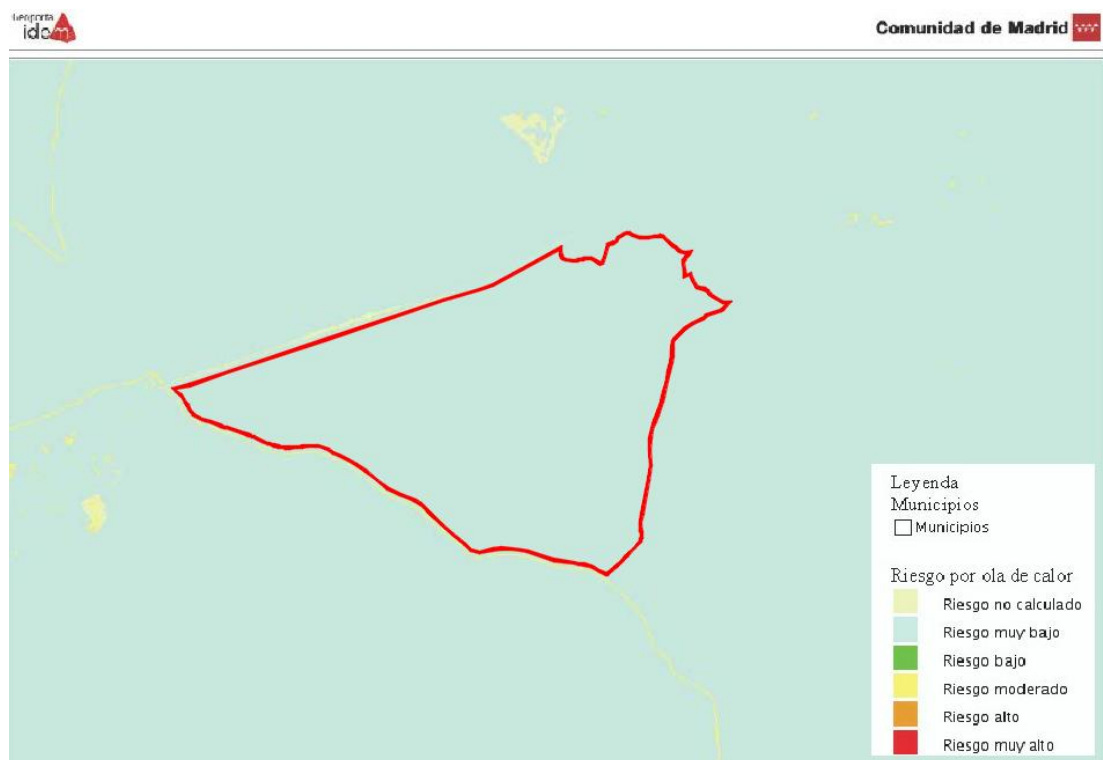 Geoportal
idem
Comunidad de Madrid
Leyenda
Municipios
Municipios
Riesgo por ola de calor
Riesgo no calculado
Riesgo muy bajo
Riesgo bajo
Riesgo moderado
Riesgo alto
Riesgo muy alto